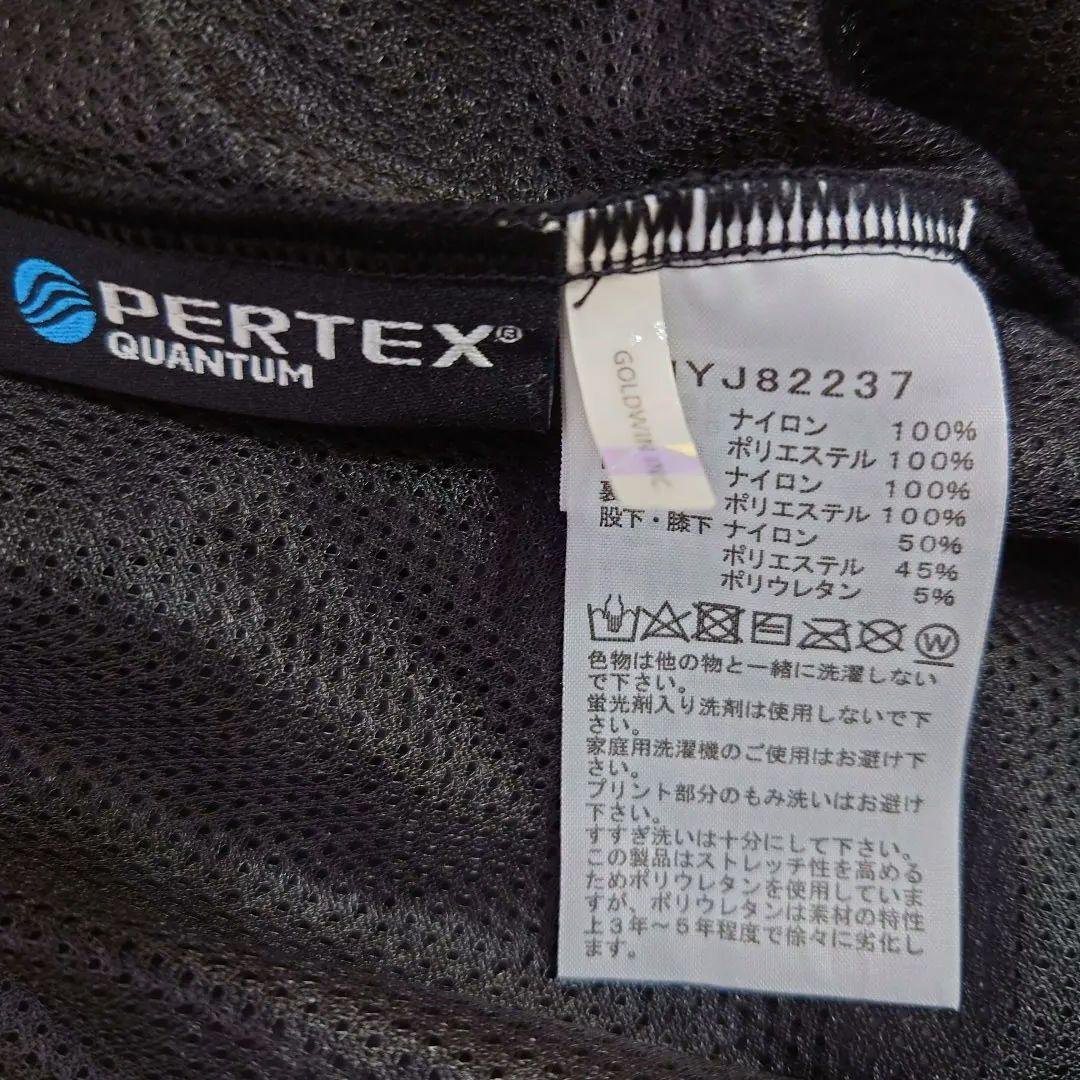 PERTEX®
QUANTUM
GOLDWIN INC
YJ82237
ナイロン 100%
ポリエステル 100%
ナイロン 100%
裏 ポリエステル 100%
股下・膝下 ナイロン 50%
ポリエステル 45%
ポリウレタン 5%
W
色物は他の物と一緒に洗濯しない
で下さい。
蛍光剤入り洗剤は使用しないで下
さい。
家庭用洗濯機のご使用はお避け下
さい。
プリント部分のもみ洗いはお避け
下さい。
すすぎ洗いは十分にして下さい。
この製品はストレッチ性を高める
ためポリウレタンを使用していま
すが、ポリウレタンは素材の特性
上3年～5年程度で徐々に劣化し
ます。